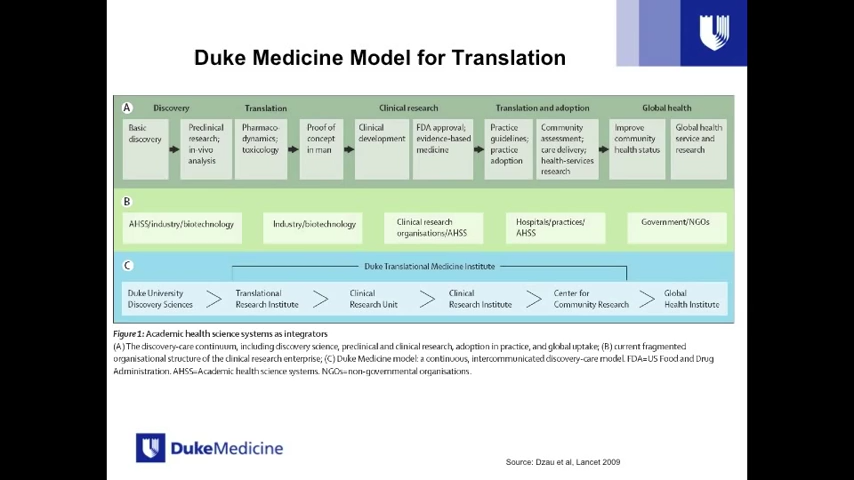 Duke Medicine Model for Translation
A
Discovery
Translation
Clinical research
Translation and adoption
Global health
Basic
discovery
Preclinical
research;
in-vivo
analysis
Pharmaco-
dynamics;
toxicology
Proof of
concept
in man
Clinical
development
FDA approval;
evidence-based
medicine
Practice
guidelines;
practice
adoption
Community
assessment;
care delivery;
health-services
research
Improve
community
health status
Global health
service and
research
B
AHSS/industry/biotechnology
Industry/biotechnology
Clinical research
organisations/AHSS
Hospitals/practices/
AHSS
Government/NGOs
C
Duke Translational Medicine Institute
Duke University
Discovery Sciences
Translational
Research Institute
Clinical
Research Unit
Clinical
Research Institute
Center for
Community Research
Global
Health Institute
Figure 1: Academic health science systems as integrators
(A) The discovery-care continuum, including discovery science, preclinical and clinical research, adoption in practice, and global uptake; (B) current fragmented
organisational structure of the clinical research enterprise; (C) Duke Medicine model: a continuous, intercommunicated discovery-care model. FDA=US Food and Drug
Administration. AHSS=Academic health science systems. NGOs=non-governmental organisations.
DukeMedicine
Source: Dzau et al, Lancet 2009